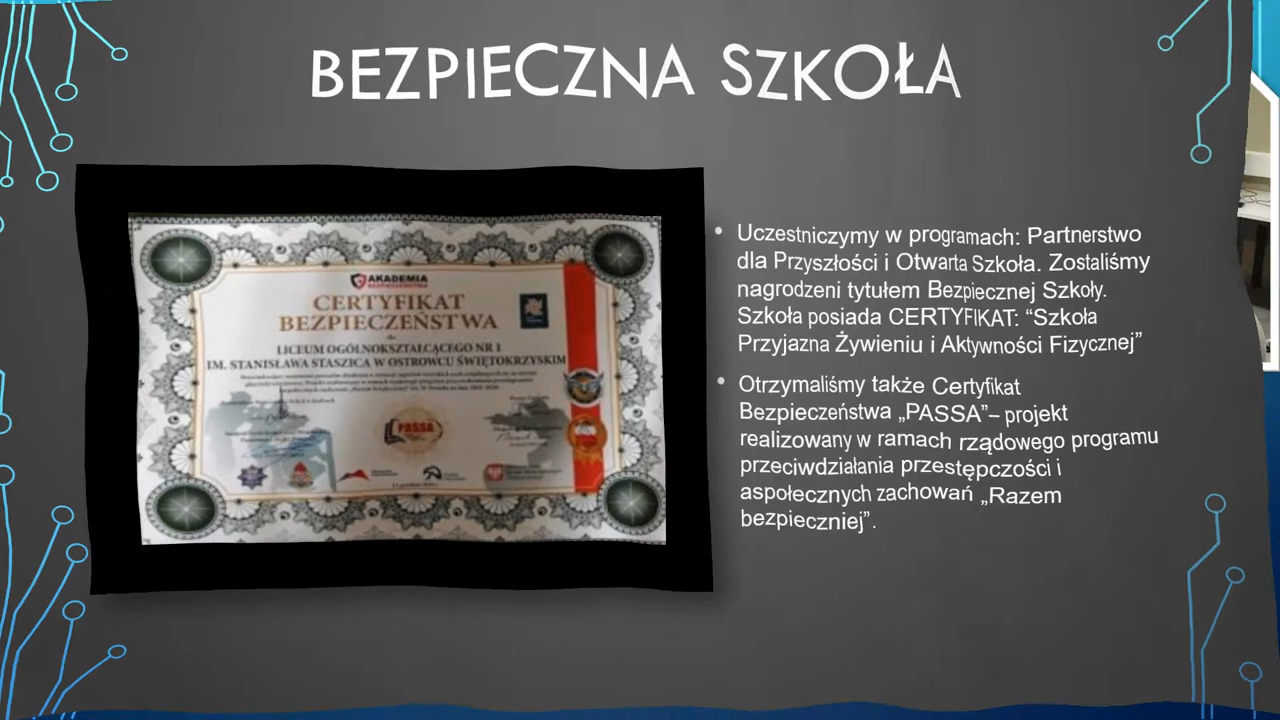 BEZPIECZNA SZKOŁA
AKADEMIA
BEZPIECZEŃSTWA
CERTYFIKAT
BEZPIECZEŃSTWA
dla
LICEUM OGÓLNOKSZTAŁCĄCEGO NR 1
IM. STANISŁAWA STASZICA W OSTROWCU ŚWIĘTOKRZYSKIM
PASSA
• Uczestniczymy w programach: Partnerstwo
dla Przyszłości i Otwarta Szkoła. Zostaliśmy
nagrodzeni tytułem Bezpiecznej Szkoły.
Szkoła posiada CERTYFIKAT: “Szkoła
Przyjazna Żywieniu i Aktywności Fizycznej”
• Otrzymaliśmy także Certyfikat
Bezpieczeństwa „PASSA”– projekt
realizowany w ramach rządowego programu
przeciwdziałania przestępczości i
aspołecznych zachowań „Razem
bezpieczniej”.